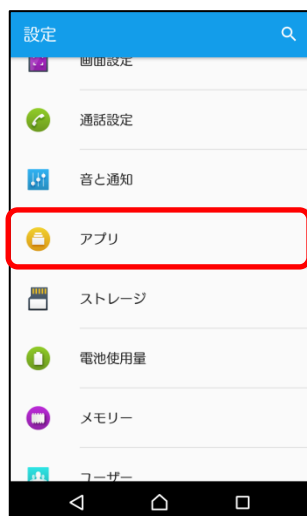 設定
画面設定
通話設定
音と通知
アプリ
ストレージ
電池使用量
メモリー
ユーザー